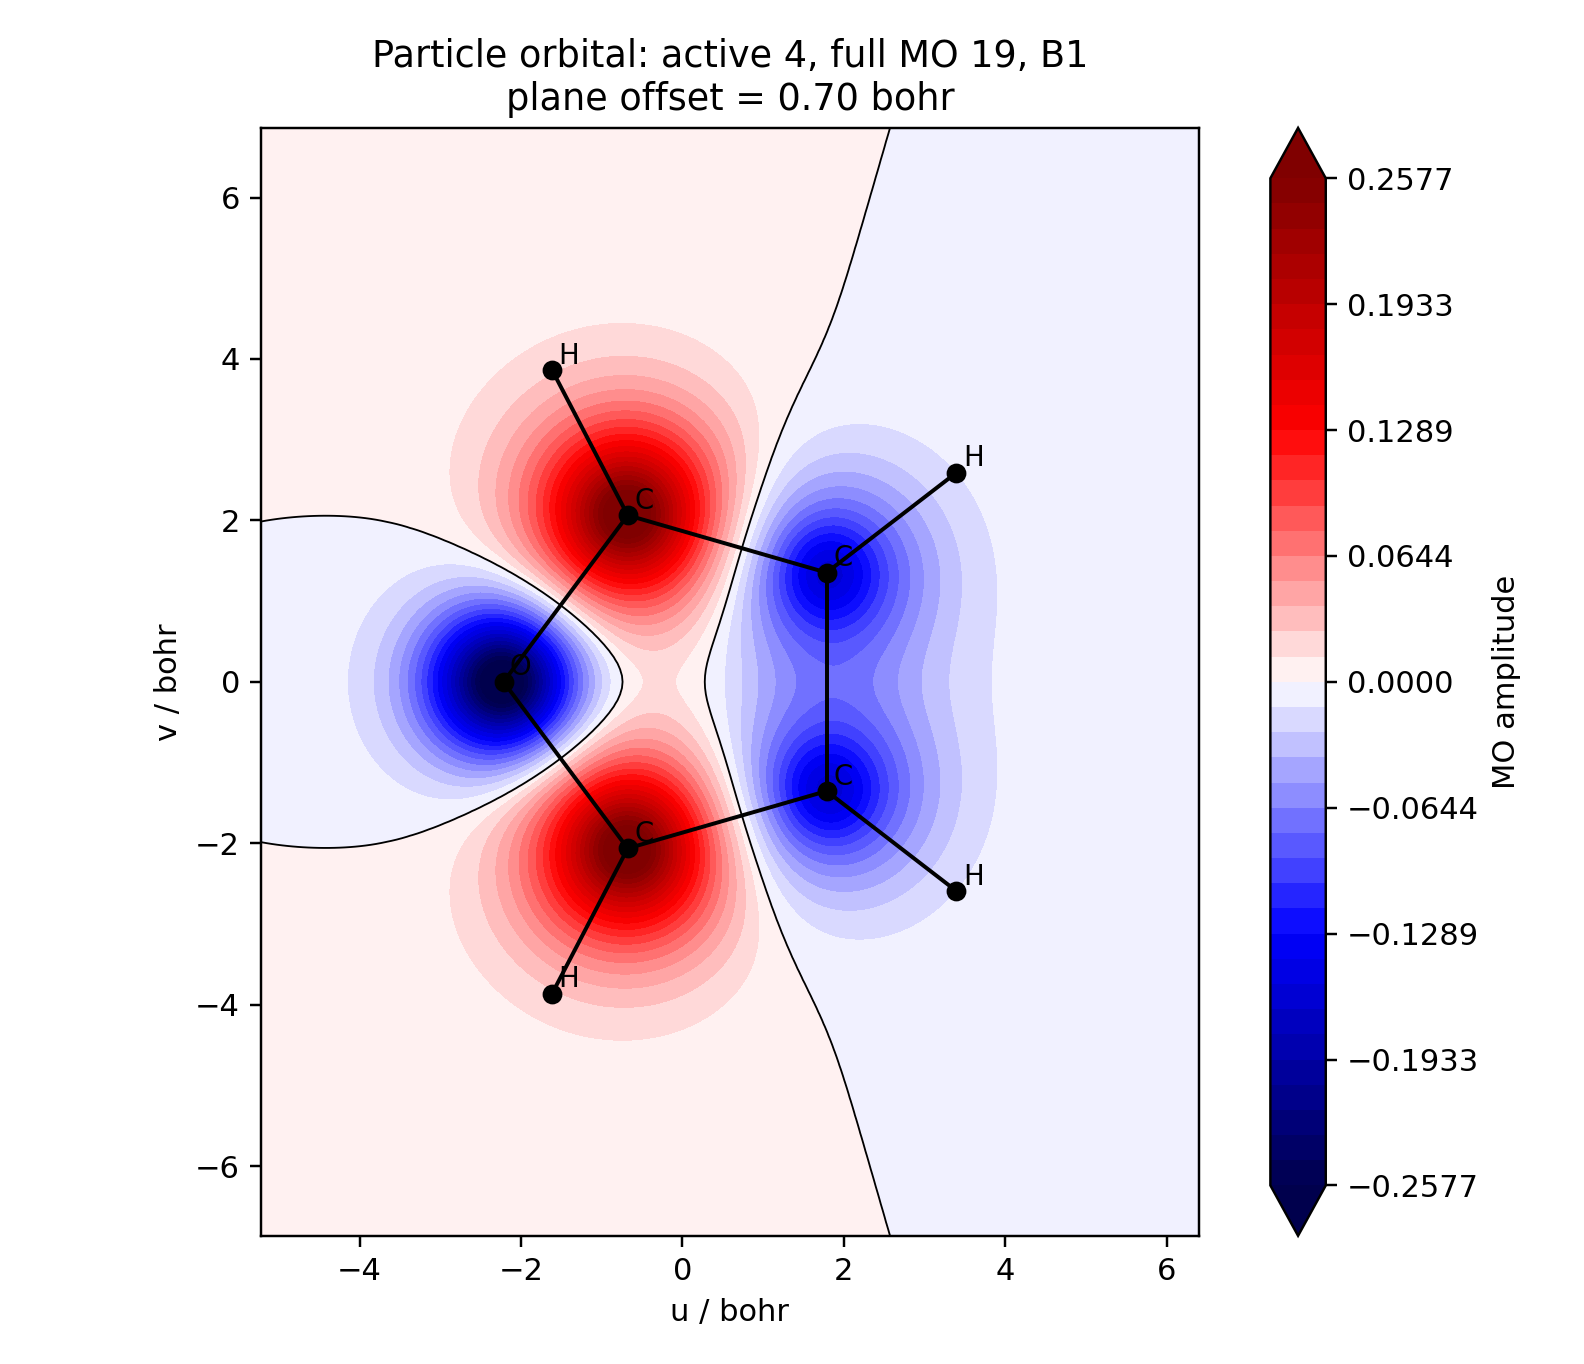 Particle orbital: active 4, full MO 19, B1
plane offset = 0.70 bohr
6
4
2
0
−2
−4
−6
v / bohr
H
H
C
C
O
C
C
H
H
−4
−2
0
2
4
6
u / bohr
0.2577
0.1933
0.1289
0.0644
0.0000
−0.0644
−0.1289
−0.1933
−0.2577
MO amplitude